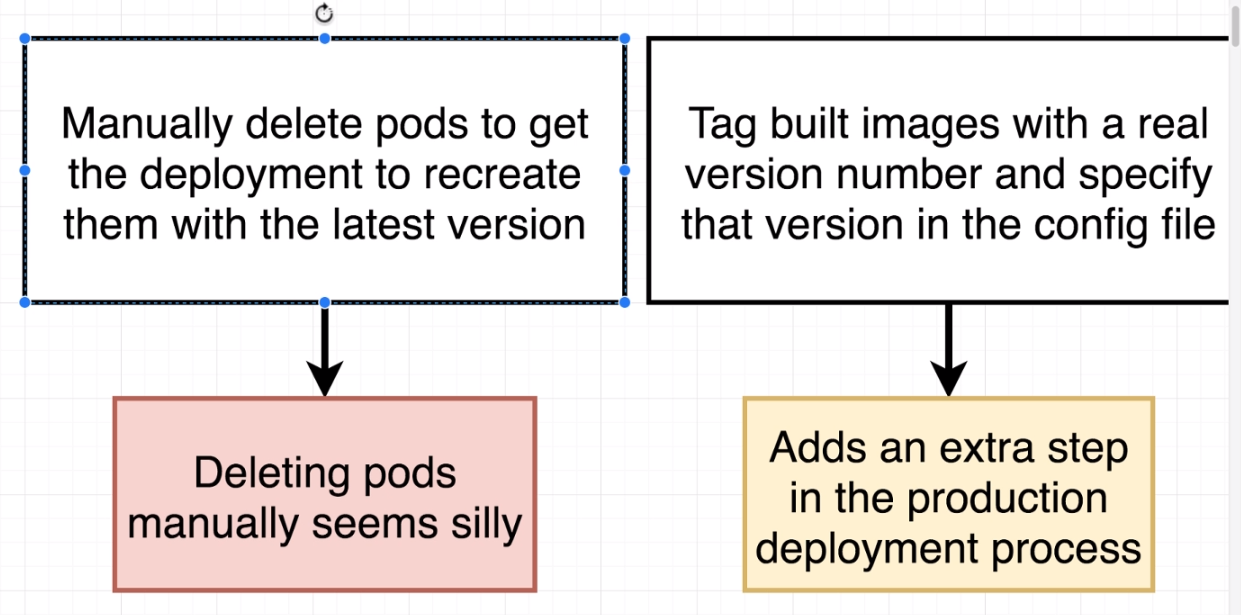 Manually delete pods to get
the deployment to recreate
them with the latest version
Tag built images with a real
version number and specify
that version in the config file
Deleting pods
manually seems silly
Adds an extra step
in the production
deployment process